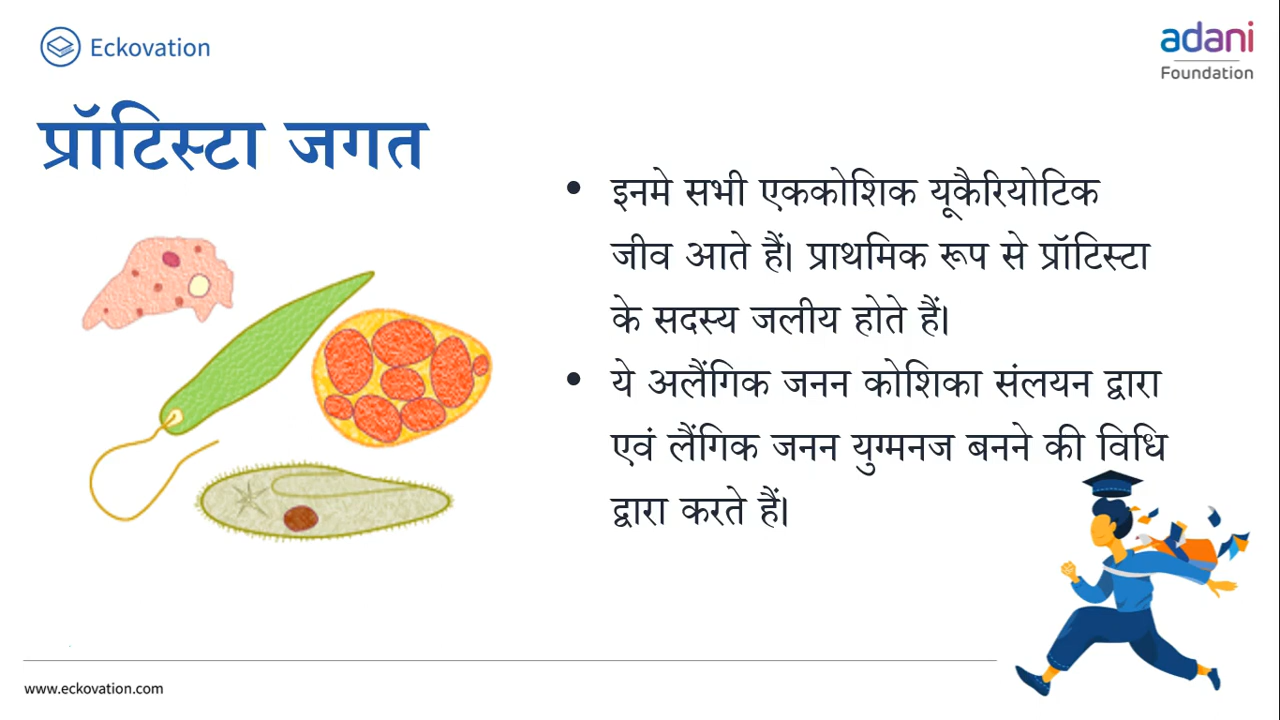 Eckovation
adani
Foundation
प्रॉटिस्टा जगत
• इनमे सभी एककोशिक यूकैरियोटिक
जीव आते हैं। प्राथमिक रूप से प्रॉटिस्टा
के सदस्य जलीय होते हैं।
• ये अलैंगिक जनन कोशिका संलयन द्वारा
एवं लैंगिक जनन युग्मनज बनने की विधि
द्वारा करते हैं।
www.eckovation.com